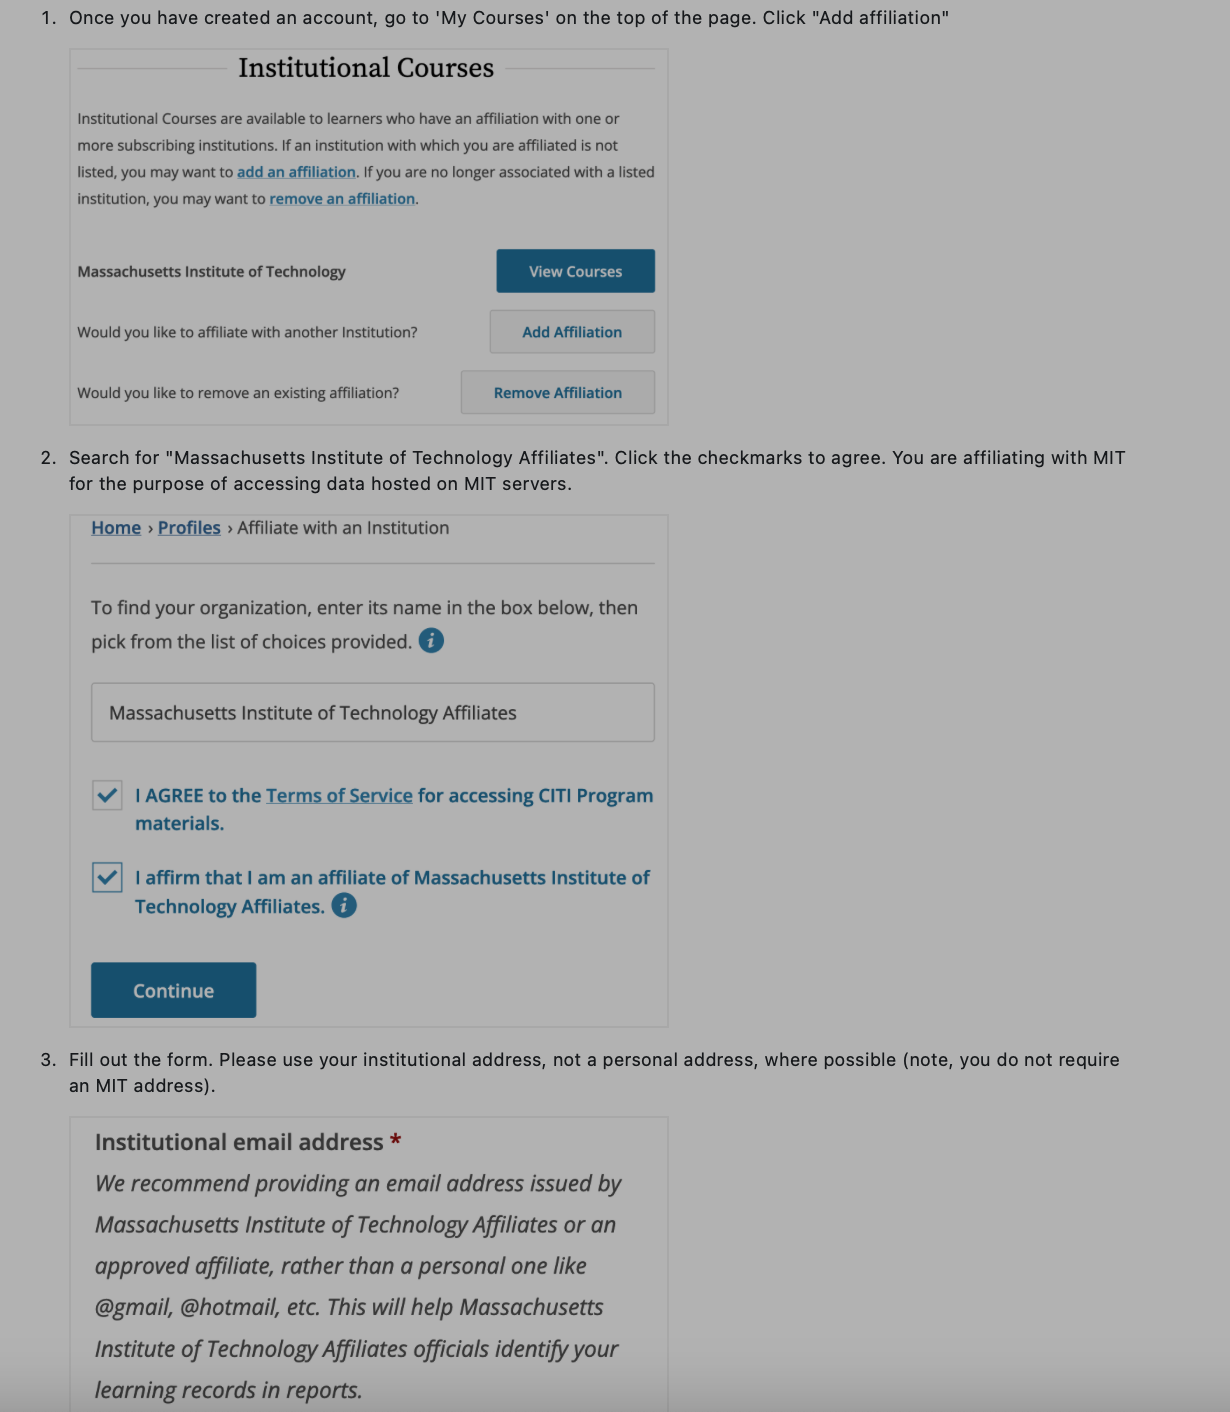 1. Once you have created an account, go to 'My Courses' on the top of the page. Click "Add affiliation"
Institutional Courses
Institutional Courses are available to learners who have an affiliation with one or
more subscribing institutions. If an institution with which you are affiliated is not
listed, you may want to add an affiliation. If you are no longer associated with a listed
institution, you may want to remove an affiliation.
Massachusetts Institute of Technology
View Courses
Would you like to affiliate with another Institution?
Add Affiliation
Would you like to remove an existing affiliation?
Remove Affiliation
2. Search for "Massachusetts Institute of Technology Affiliates". Click the checkmarks to agree. You are affiliating with MIT
for the purpose of accessing data hosted on MIT servers.
Home › Profiles › Affiliate with an Institution
To find your organization, enter its name in the box below, then
pick from the list of choices provided. i
Massachusetts Institute of Technology Affiliates
I AGREE to the Terms of Service for accessing CITI Program
materials.
I affirm that I am an affiliate of Massachusetts Institute of
Technology Affiliates. i
Continue
3. Fill out the form. Please use your institutional address, not a personal address, where possible (note, you do not require
an MIT address).
Institutional email address *
We recommend providing an email address issued by
Massachusetts Institute of Technology Affiliates or an
approved affiliate, rather than a personal one like
@gmail, @hotmail, etc. This will help Massachusetts
Institute of Technology Affiliates officials identify your
learning records in reports.